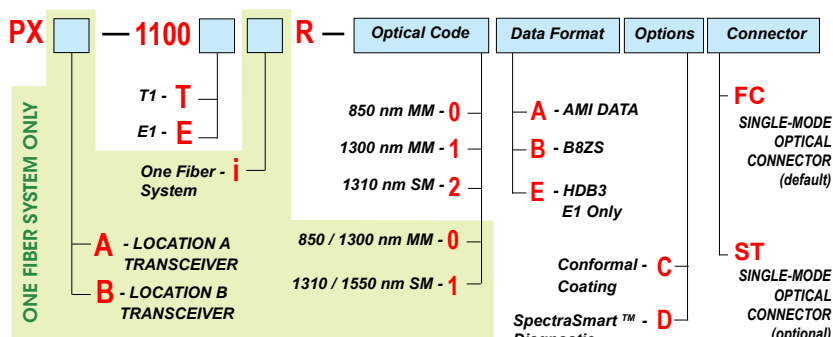 PX — 1100 R — Optical Code Data Format Options Connector
T1 - T
E1 - E
One Fiber - i
System
850 nm MM - 0
1300 nm MM - 1
1310 nm SM - 2
A - AMI DATA
B - B8ZS
E - HDB3
E1 Only
FC
SINGLE-MODE
OPTICAL
CONNECTOR
(default)
ONE FIBER SYSTEM ONLY
A - LOCATION A
TRANSCEIVER
B - LOCATION B
TRANSCEIVER
850 / 1300 nm MM - 0
1310 / 1550 nm SM - 1
Conformal - C
Coating
SpectraSmart ™ - D
Diagnostic
ST
SINGLE-MODE
OPTICAL
CONNECTOR
(optional)